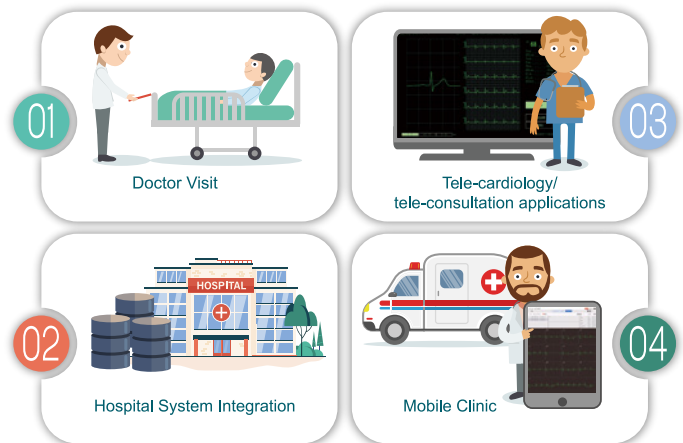 01
Doctor Visit
03
Tele-cardiology/
tele-consultation applications
02
HOSPITAL
Hospital System Integration
04
Mobile Clinic